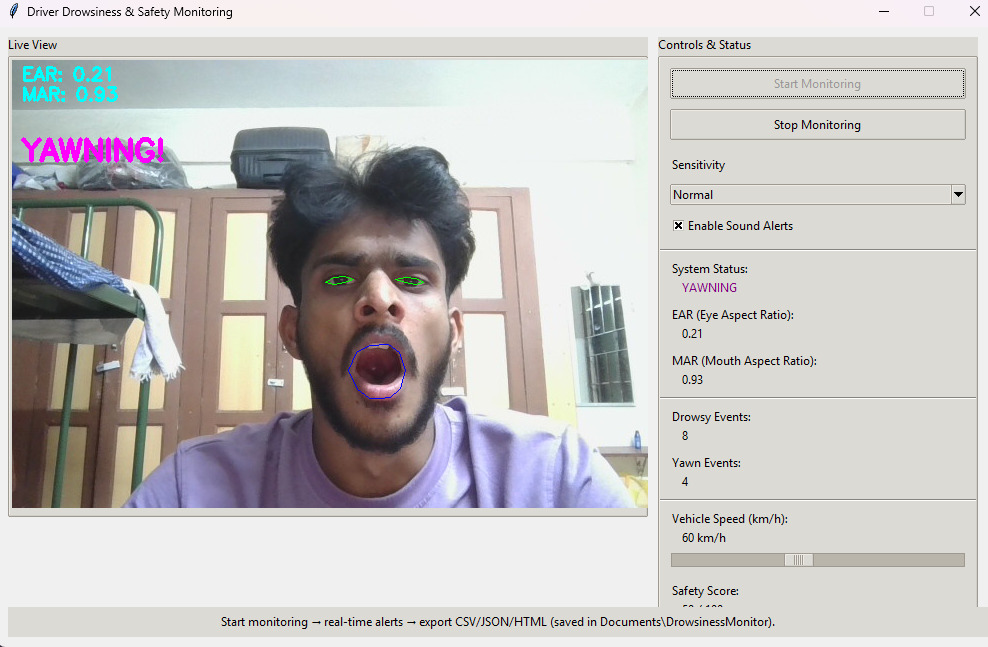 Driver Drowsiness & Safety Monitoring
Live View
EAR: 0.21
MAR: 0.93
YAWNING!
Controls & Status
Start Monitoring
Stop Monitoring
Sensitivity
Normal
Enable Sound Alerts
System Status:
YAWNING
EAR (Eye Aspect Ratio):
0.21
MAR (Mouth Aspect Ratio):
0.93
Drowsy Events:
8
Yawn Events:
4
Vehicle Speed (km/h):
60 km/h
Safety Score:
Start monitoring → real-time alerts → export CSV/JSON/HTML (saved in Documents\DrowsinessMonitor).